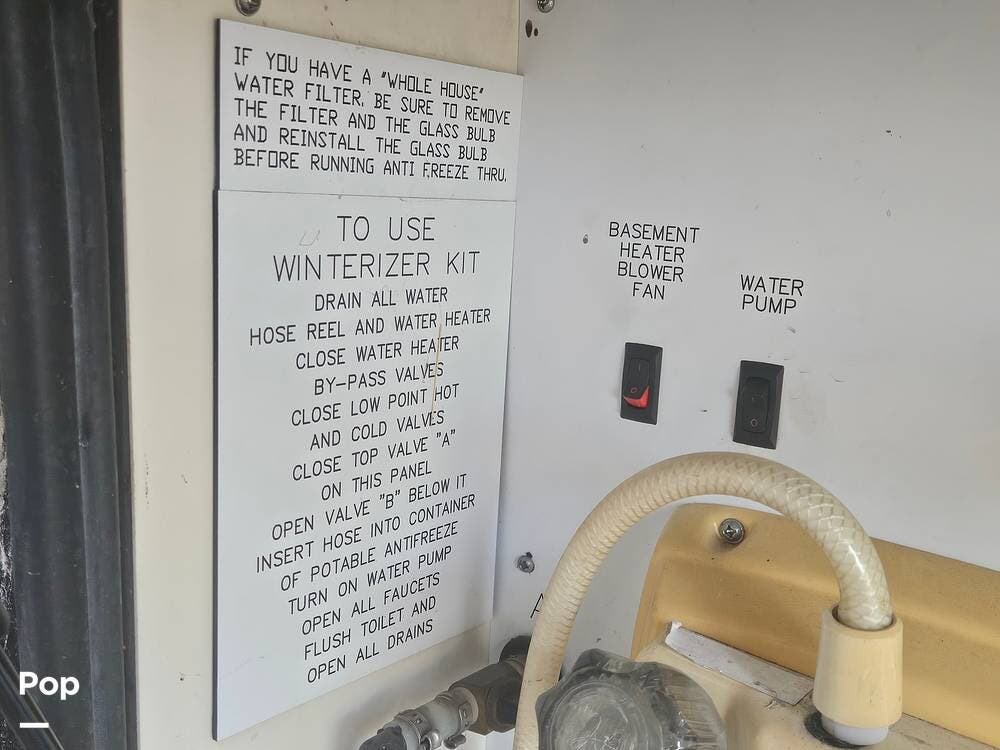 IF YOU HAVE A "WHOLE HOUSE"
WATER FILTER, BE SURE TO REMOVE
THE FILTER AND THE GLASS BULB
AND REINSTALL THE GLASS BULB
BEFORE RUNNING ANTI FREEZE THRU.
TO USE
WINTERIZER KIT
DRAIN ALL WATER
HOSE REEL AND WATER HEATER
CLOSE WATER HEATER
BY-PASS VALVES
CLOSE LOW POINT HOT
AND COLD VALVES
CLOSE TOP VALVE "A"
ON THIS PANEL
OPEN VALVE "B" BELOW IT
INSERT HOSE INTO CONTAINER
OF POTABLE ANTIFREEZE
TURN ON WATER PUMP
OPEN ALL FAUCETS
FLUSH TOILET AND
OPEN ALL DRAINS
BASEMENT
HEATER
BLOWER
FAN
WATER
PUMP
A
Pop